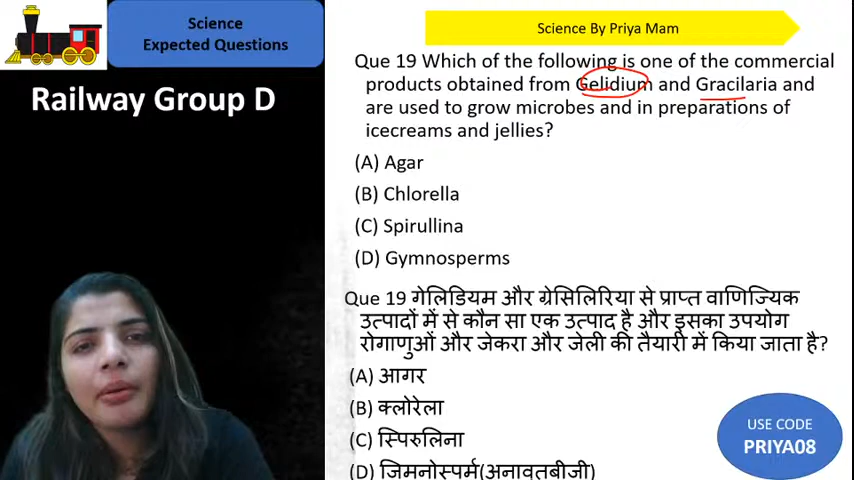 Science
Expected Questions
Science By Priya Mam
Railway Group D
Que 19 Which of the following is one of the commercial
products obtained from Gelidium and Gracilaria and
are used to grow microbes and in preparations of
icecreams and jellies?
(A) Agar
(B) Chlorella
(C) Spirullina
(D) Gymnosperms
Que 19 गेलिडियम और ग्रेसिलिरिया से प्राप्त वाणिज्यिक
उत्पादों में से कौन सा एक उत्पाद है और इसका उपयोग
रोगाणुओं और जेकरा और जेली की तैयारी में किया जाता है?
(A) आगर
(B) क्लोरेला
(C) स्पिरुलिना
(D) जिमनोस्पर्म(अनावृतबीजी)
USE CODE
PRIYA08